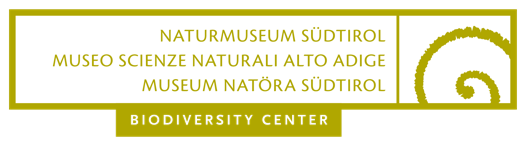 NATURMUSEUM SÜDTIROL
MUSEO SCIENZE NATURALI ALTO ADIGE
MUSEUM NATÖRA SÜDTIROL
BIODIVERSITY CENTER